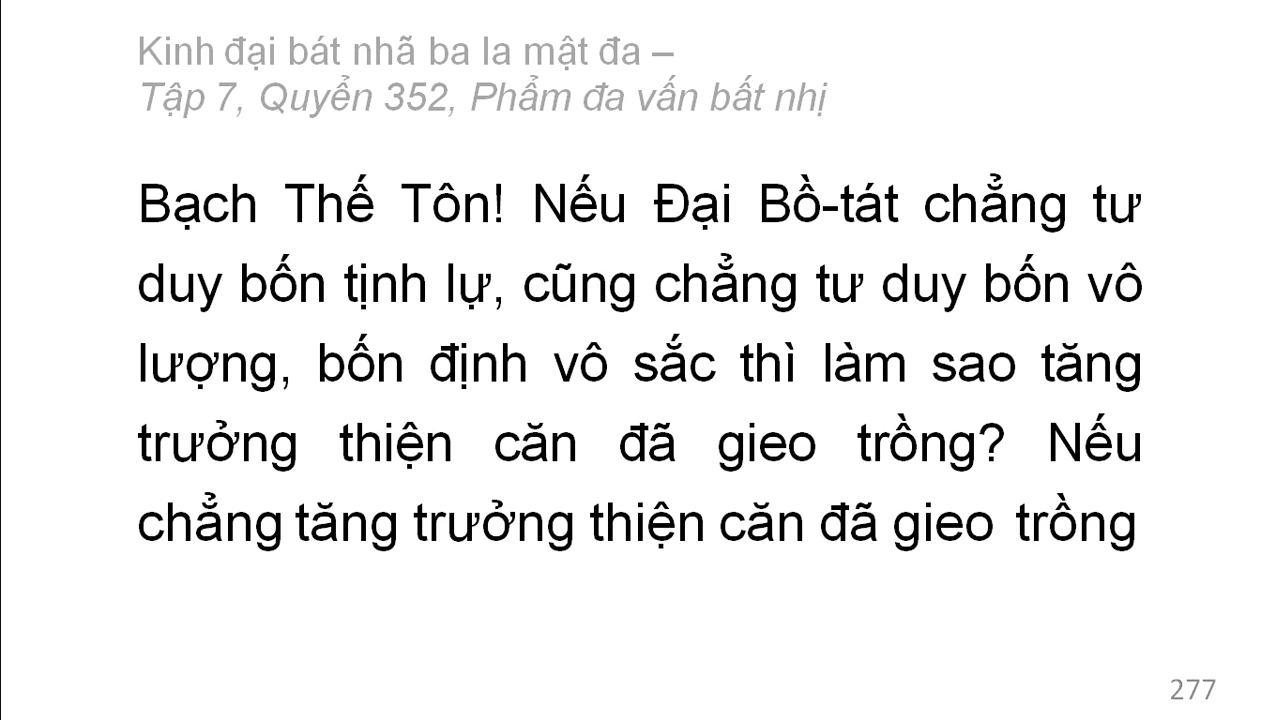 Kinh đại bát nhã ba la mật đa –
Tập 7, Quyển 352, Phẩm đa vấn bất nhị
Bạch Thế Tôn! Nếu Đại Bồ-tát chẳng tư
duy bốn tịnh lự, cũng chẳng tư duy bốn vô
lượng, bốn định vô sắc thì làm sao tăng
trưởng thiện căn đã gieo trồng? Nếu
chẳng tăng trưởng thiện căn đã gieo trồng
277